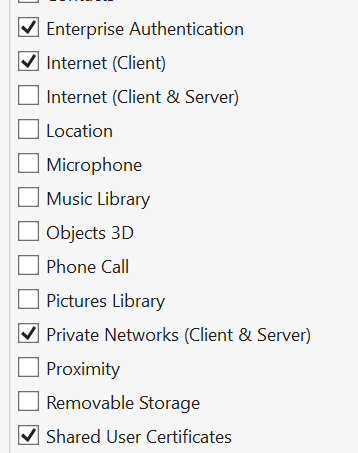 Enterprise Authentication
Internet (Client)
Internet (Client & Server)
Location
Microphone
Music Library
Objects 3D
Phone Call
Pictures Library
Private Networks (Client & Server)
Proximity
Removable Storage
Shared User Certificates